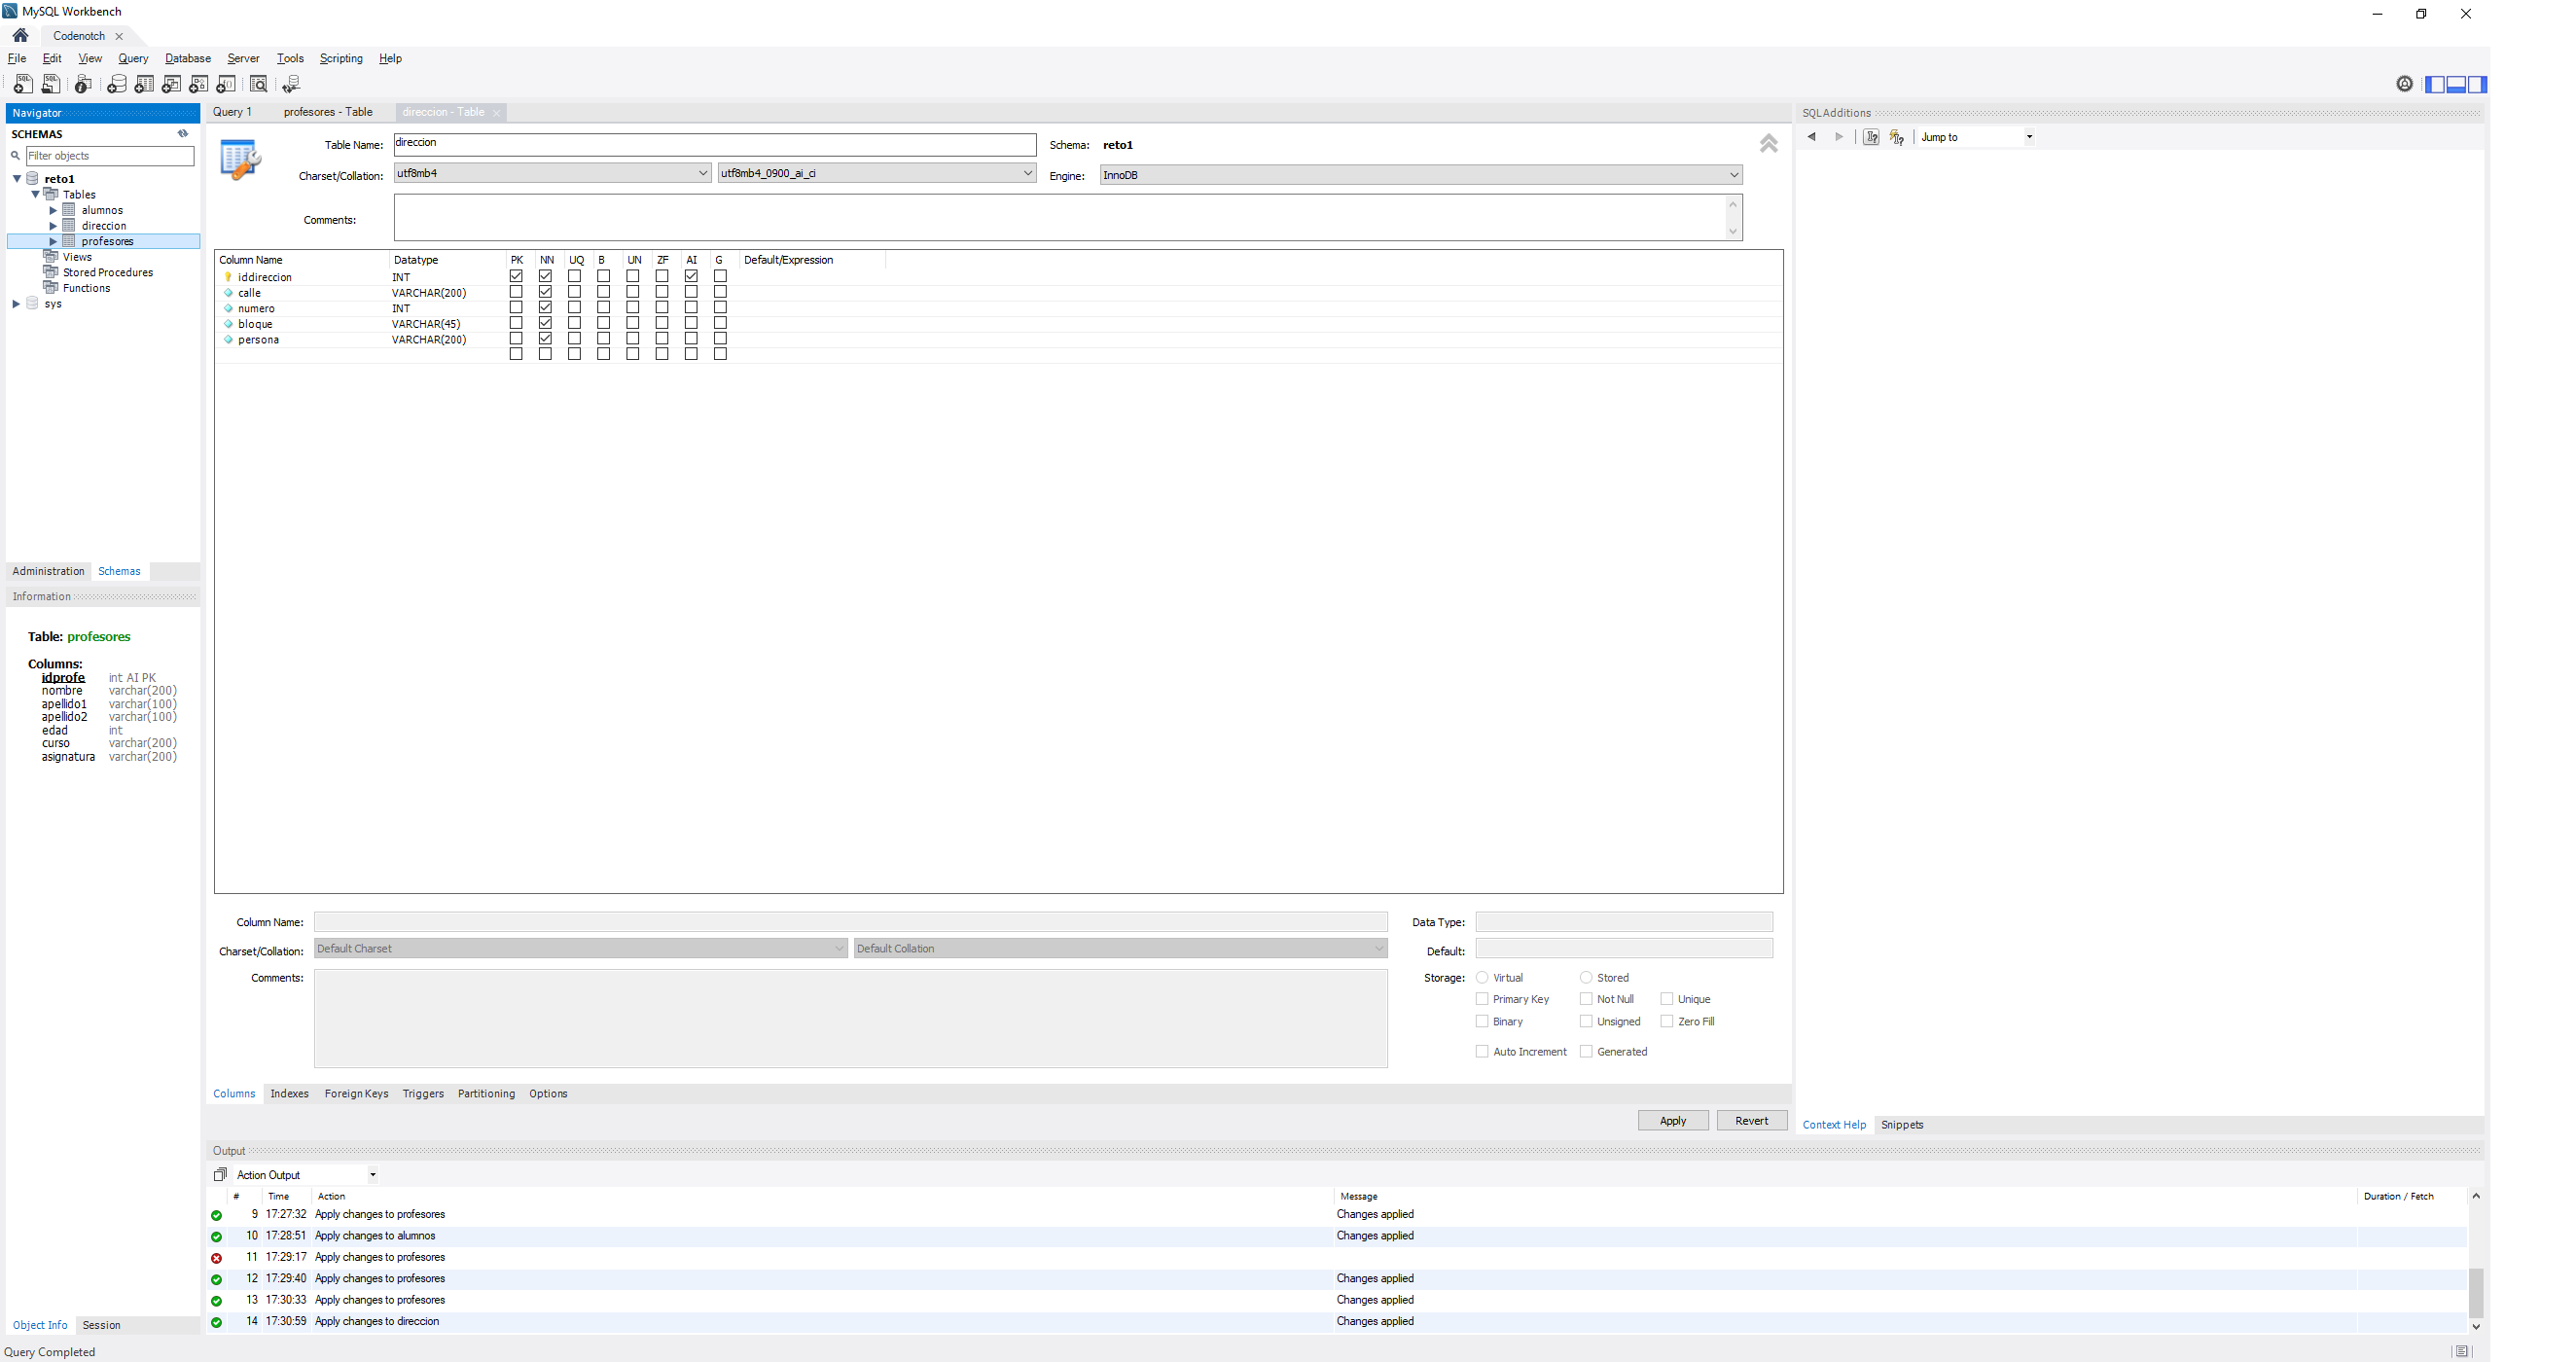 MySQL Workbench
Codenotch
File Edit View Query Database Server Tools Scripting Help
Navigator
SCHEMAS
Filter objects
reto1
Tables
alumnos
direccion
profesores
Views
Stored Procedures
Functions
sys
Administration Schemas
Information
Table: profesores
Columns:
idprofe int AI PK
nombre varchar(200)
apellido1 varchar(100)
apellido2 varchar(100)
edad int
curso varchar(200)
asignatura varchar(200)
Object Info Session
Query 1 profesores - Table direccion - Table
Table Name: direccion Schema: reto1
Charset/Collation: utf8mb4 utf8mb4_0900_ai_ci Engine: InnoDB
Comments:
Column Name Datatype PK NN UQ B UN ZF AI G Default/Expression
iddireccion INT
calle VARCHAR(200)
numero INT
bloque VARCHAR(45)
persona VARCHAR(200)
Column Name: Data Type:
Charset/Collation: Default Charset Default Collation Default:
Comments: Storage: Virtual Stored
Primary Key Not Null Unique
Binary Unsigned Zero Fill
Auto Increment Generated
Columns Indexes Foreign Keys Triggers Partitioning Options
Apply Revert
SQLAdditions
Jump to
Context Help Snippets
Output
Action Output
# Time Action Message Duration / Fetch
9 17:27:32 Apply changes to profesores Changes applied
10 17:28:51 Apply changes to alumnos Changes applied
11 17:29:17 Apply changes to profesores
12 17:29:40 Apply changes to profesores Changes applied
13 17:30:33 Apply changes to profesores Changes applied
14 17:30:59 Apply changes to direccion Changes applied
Query Completed